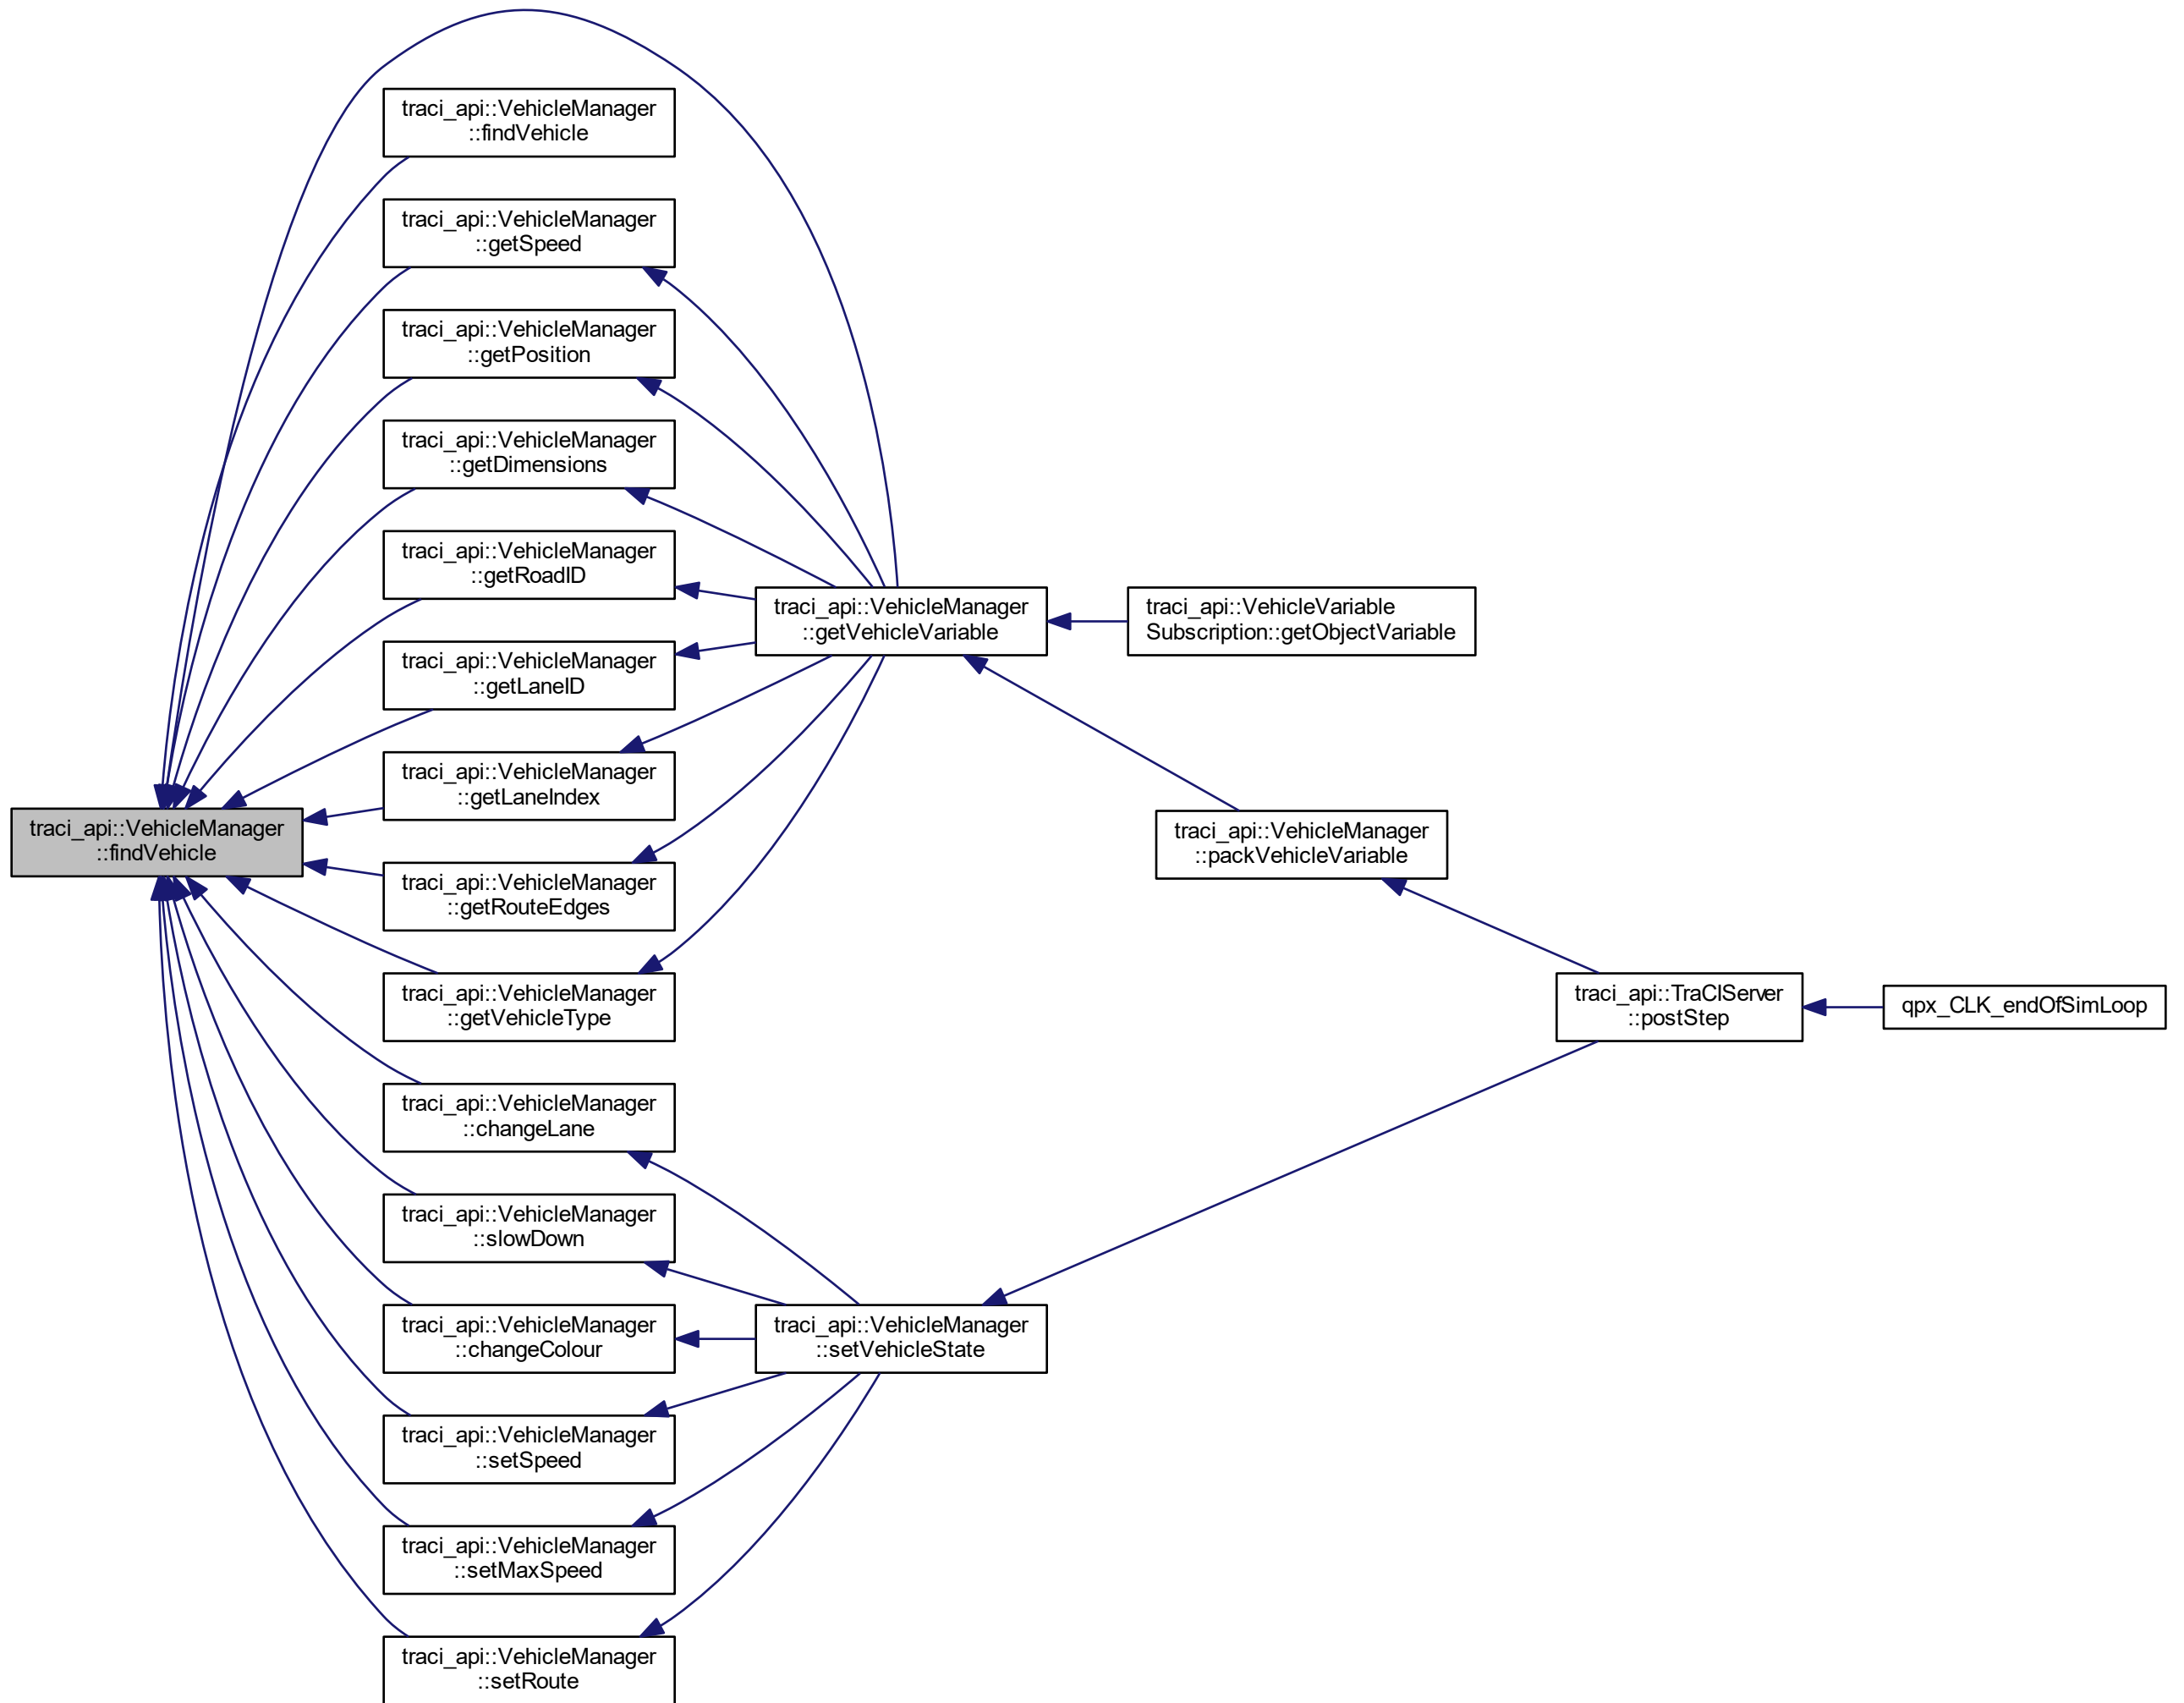 traci_api::VehicleManager
::findVehicle
traci_api::VehicleManager
::findVehicle
traci_api::VehicleManager
::getSpeed
traci_api::VehicleManager
::getPosition
traci_api::VehicleManager
::getDimensions
traci_api::VehicleManager
::getRoadID
traci_api::VehicleManager
::getLaneID
traci_api::VehicleManager
::getLaneIndex
traci_api::VehicleManager
::getRouteEdges
traci_api::VehicleManager
::getVehicleType
traci_api::VehicleManager
::changeLane
traci_api::VehicleManager
::slowDown
traci_api::VehicleManager
::changeColour
traci_api::VehicleManager
::setSpeed
traci_api::VehicleManager
::setMaxSpeed
traci_api::VehicleManager
::setRoute
traci_api::VehicleManager
::getVehicleVariable
traci_api::VehicleManager
::setVehicleState
traci_api::VehicleVariable
Subscription::getObjectVariable
traci_api::VehicleManager
::packVehicleVariable
traci_api::TraCIServer
::postStep
qpx_CLK_endOfSimLoop